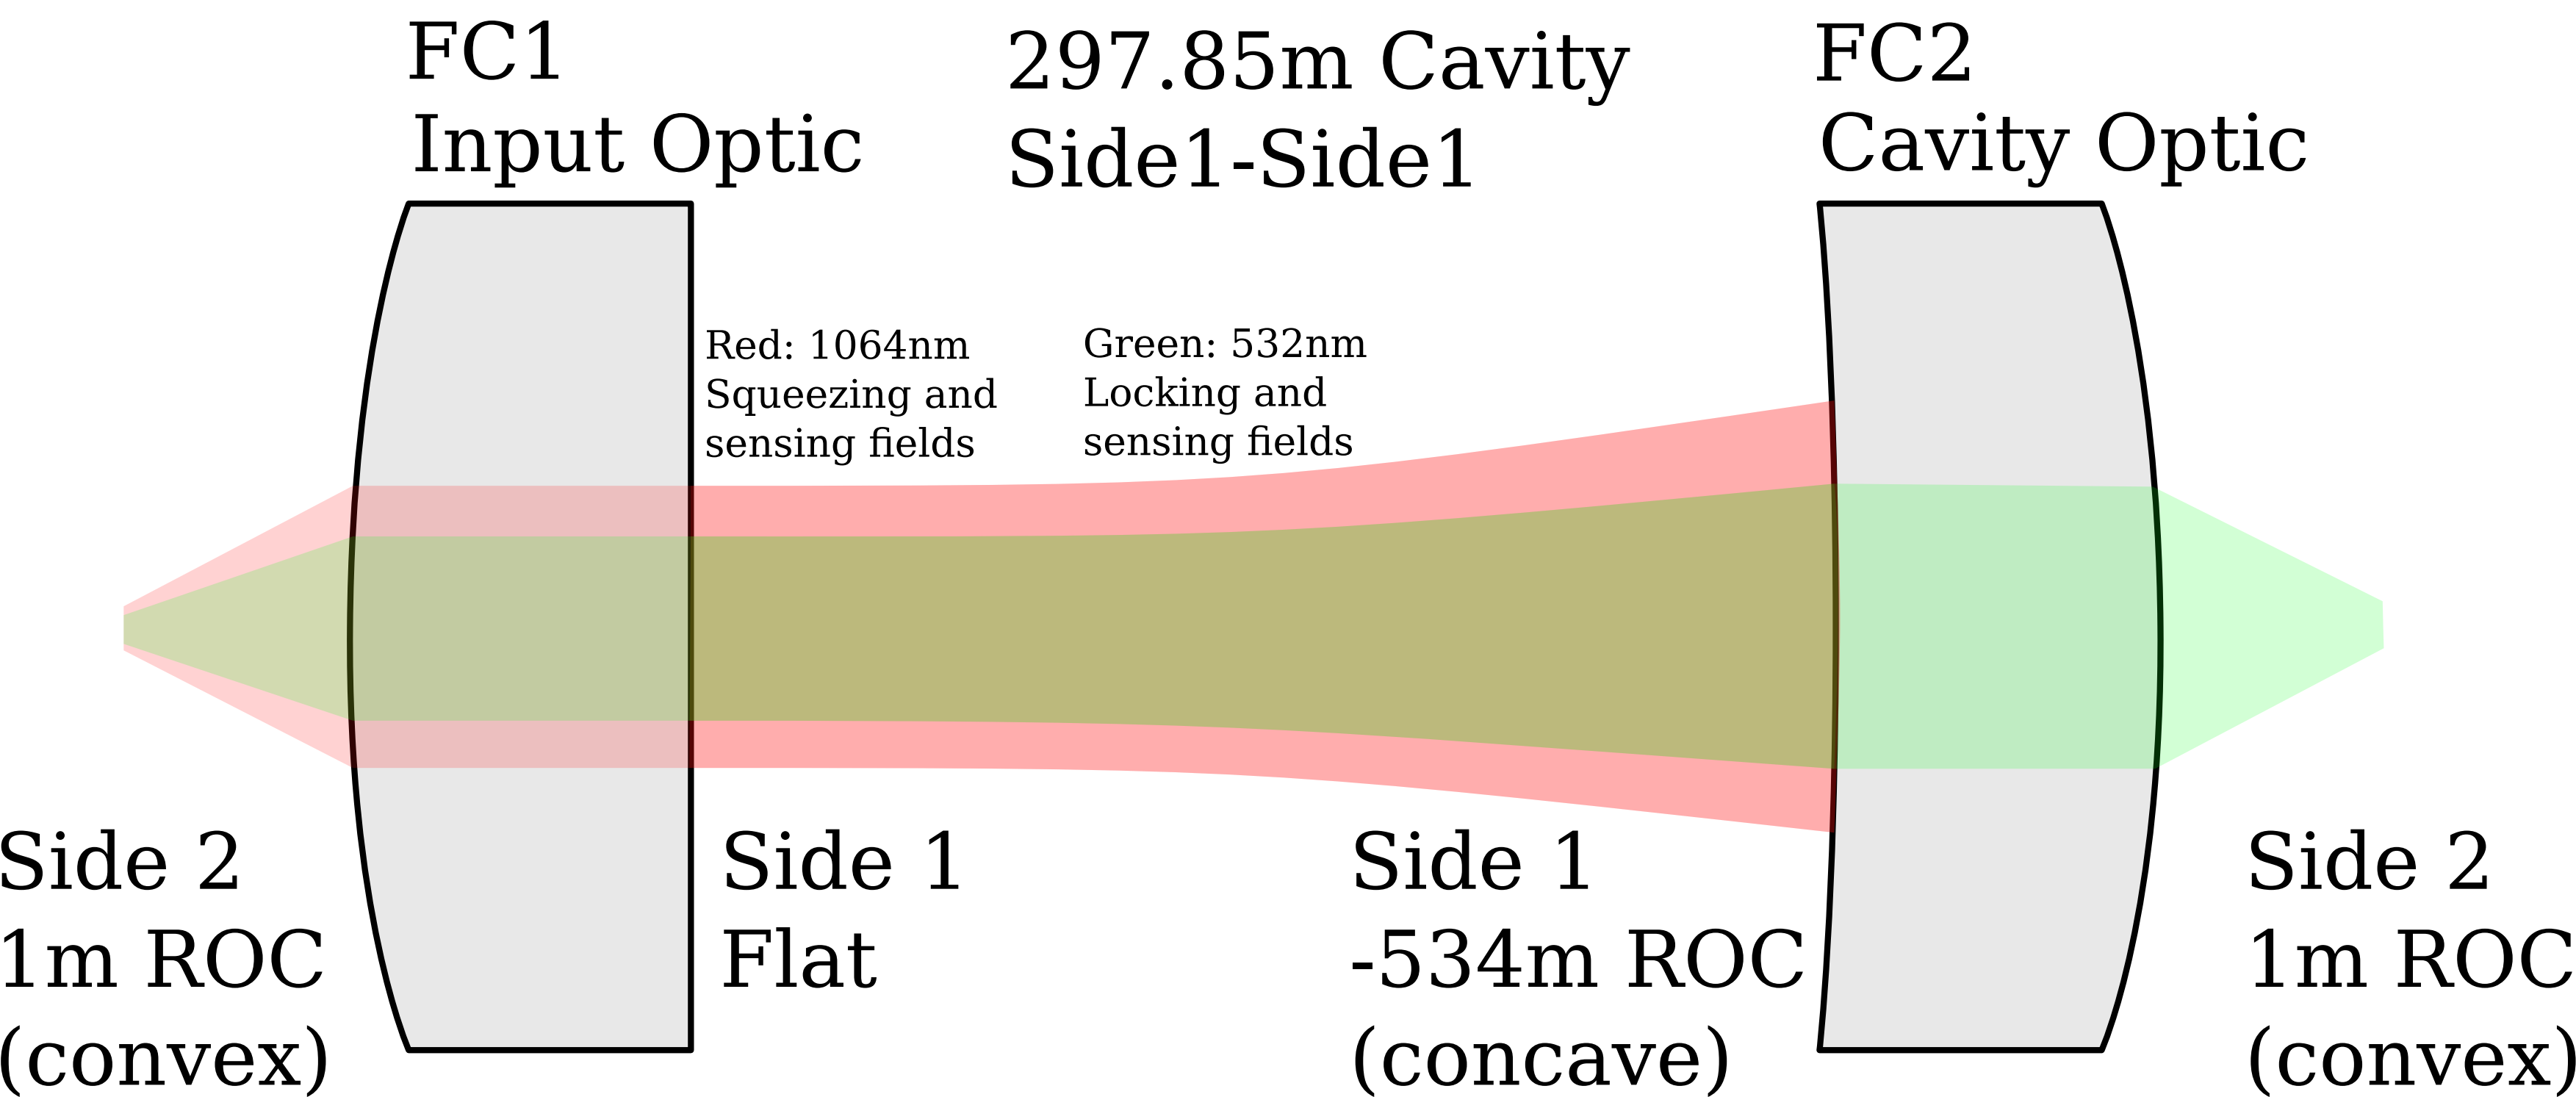 FC1
Input Optic
297.85m Cavity
Side1-Side1
FC2
Cavity Optic
Red: 1064nm
Squeezing and
sensing fields
Green: 532nm
Locking and
sensing fields
Side 2
1m ROC
(convex)
Side 1
Flat
Side 1
-534m ROC
(concave)
Side 2
1m ROC
(convex)